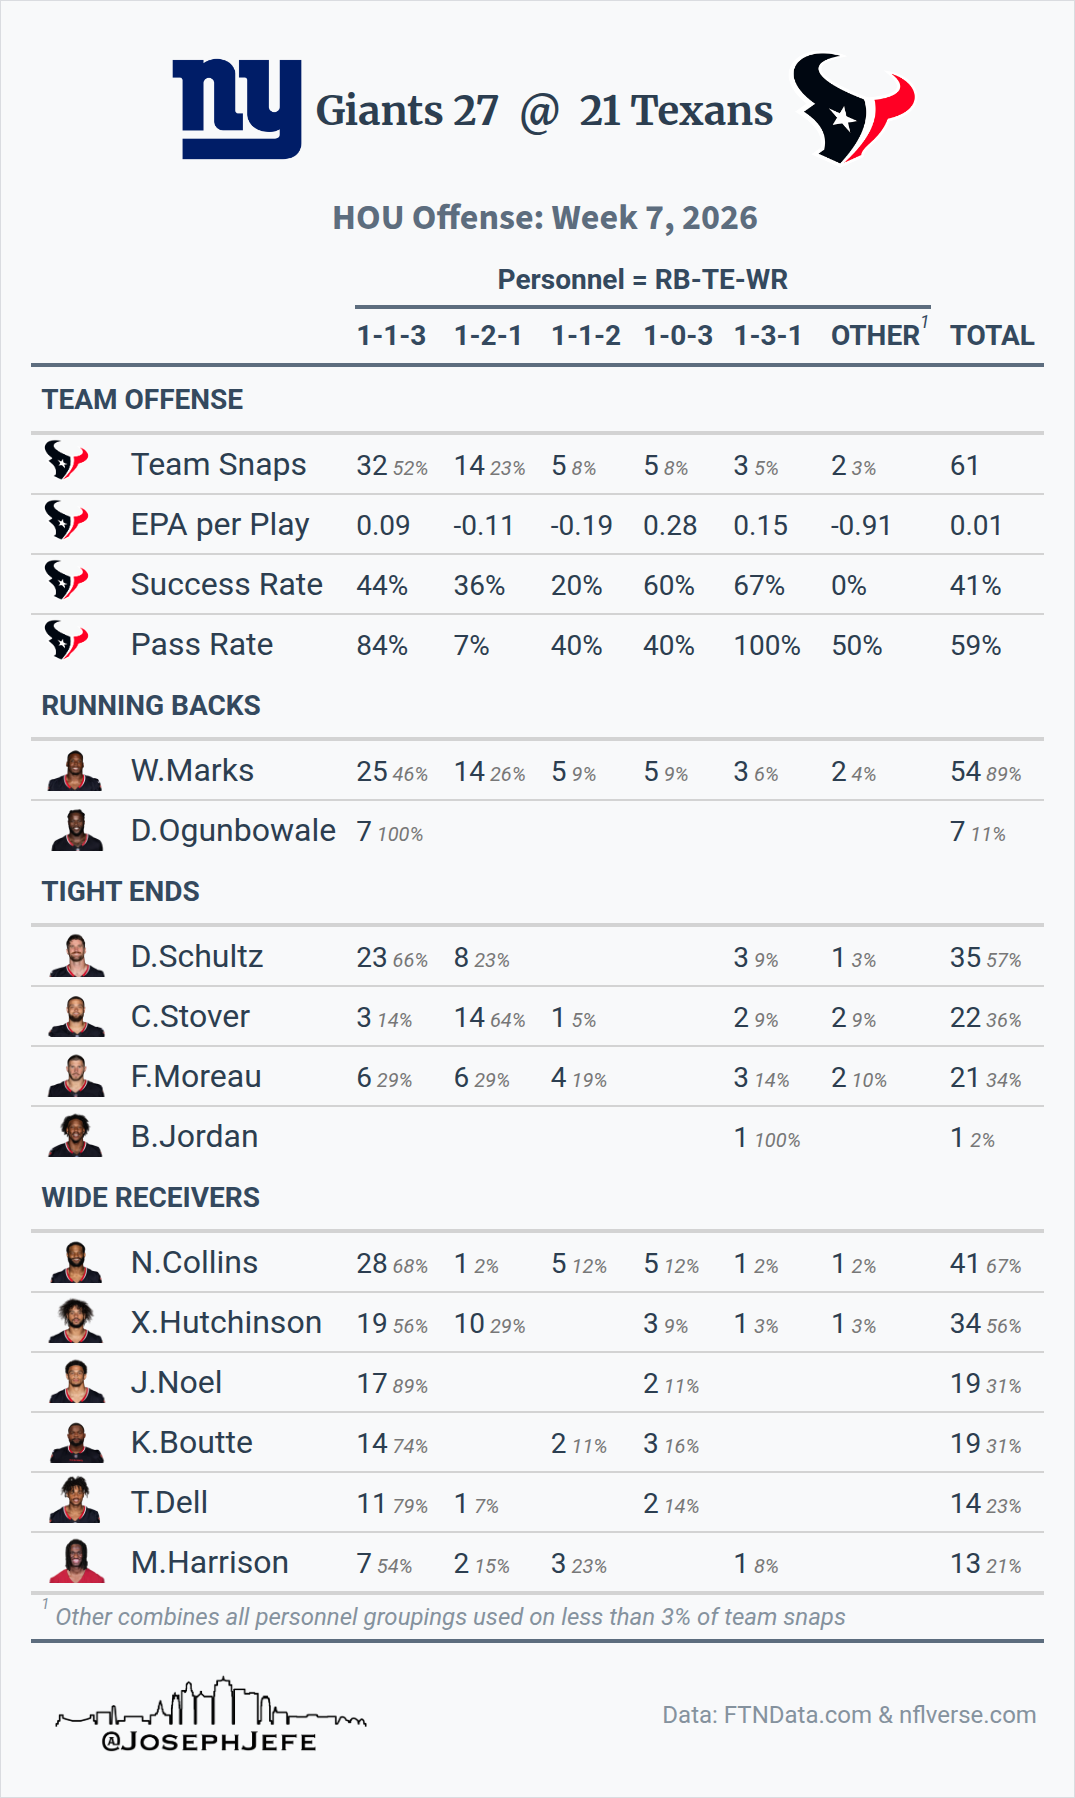 ny Giants 27 @ 21 Texans
HOU Offense: Week 7, 2026
Personnel = RB-TE-WR
1-1-3 1-2-1 1-1-2 1-0-3 1-3-1 OTHER1 TOTAL
TEAM OFFENSE
Team Snaps 32 52% 14 23% 5 8% 5 8% 3 5% 2 3% 61
EPA per Play 0.09 -0.11 -0.19 0.28 0.15 -0.91 0.01
Success Rate 44% 36% 20% 60% 67% 0% 41%
Pass Rate 84% 7% 40% 40% 100% 50% 59%
RUNNING BACKS
W.Marks 25 46% 14 26% 5 9% 5 9% 3 6% 2 4% 54 89%
D.Ogunbowale 7 100% 7 11%
TIGHT ENDS
D.Schultz 23 66% 8 23% 3 9% 1 3% 35 57%
C.Stover 3 14% 14 64% 1 5% 2 9% 2 9% 22 36%
F.Moreau 6 29% 6 29% 4 19% 3 14% 2 10% 21 34%
B.Jordan 1 100% 1 2%
WIDE RECEIVERS
N.Collins 28 68% 1 2% 5 12% 5 12% 1 2% 1 2% 41 67%
X.Hutchinson 19 56% 10 29% 3 9% 1 3% 1 3% 34 56%
J.Noel 17 89% 2 11% 19 31%
K.Boutte 14 74% 2 11% 3 16% 19 31%
T.Dell 11 79% 1 7% 2 14% 14 23%
M.Harrison 7 54% 2 15% 3 23% 1 8% 13 21%
1 Other combines all personnel groupings used on less than 3% of team snaps
@JosephJefe
Data: FTNData.com & nflverse.com